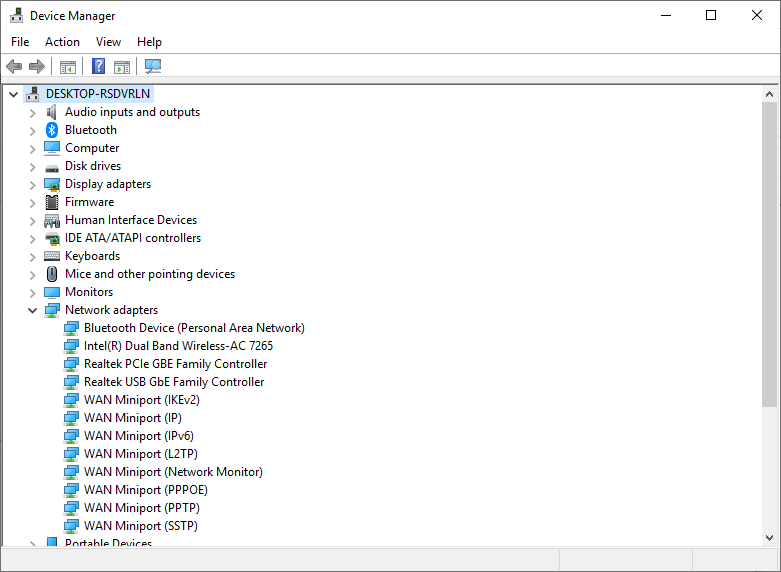 Device Manager
File Action View Help
DESKTOP-RSDVRLN
Audio inputs and outputs
Bluetooth
Computer
Disk drives
Display adapters
Firmware
Human Interface Devices
IDE ATA/ATAPI controllers
Keyboards
Mice and other pointing devices
Monitors
Network adapters
Bluetooth Device (Personal Area Network)
Intel(R) Dual Band Wireless-AC 7265
Realtek PCIe GBE Family Controller
Realtek USB GbE Family Controller
WAN Miniport (IKEv2)
WAN Miniport (IP)
WAN Miniport (IPv6)
WAN Miniport (L2TP)
WAN Miniport (Network Monitor)
WAN Miniport (PPPOE)
WAN Miniport (PPTP)
WAN Miniport (SSTP)
Portable Devices